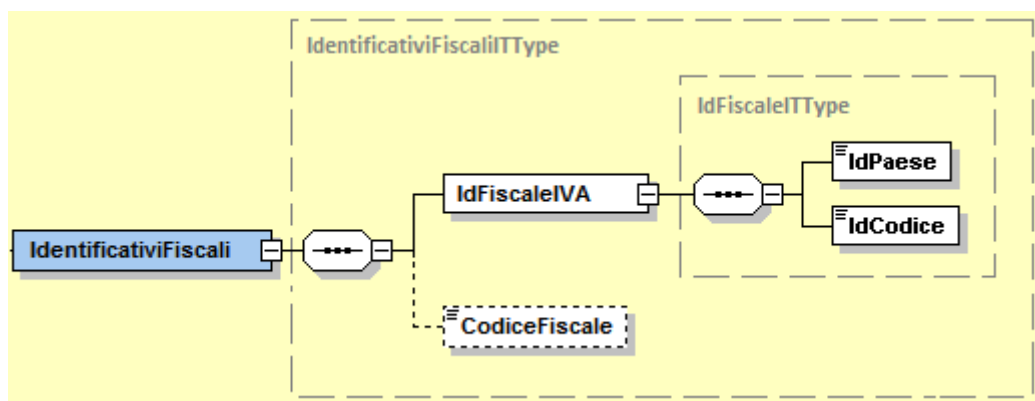 IdentificativiFiscaliITType
IdFiscaleITType
IdPaese
IdFiscaleIVA
IdCodice
IdentificativiFiscali
CodiceFiscale